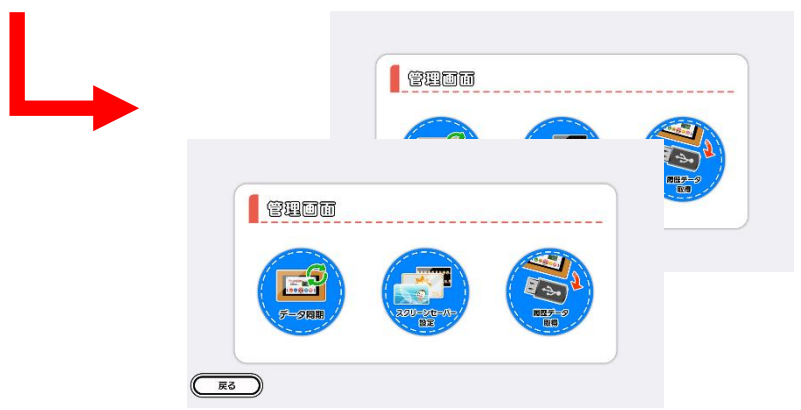 管理画面
履歴データ
取得
管理画面
データ同期
スクリーンセーバー
設定
履歴データ
取得
戻る